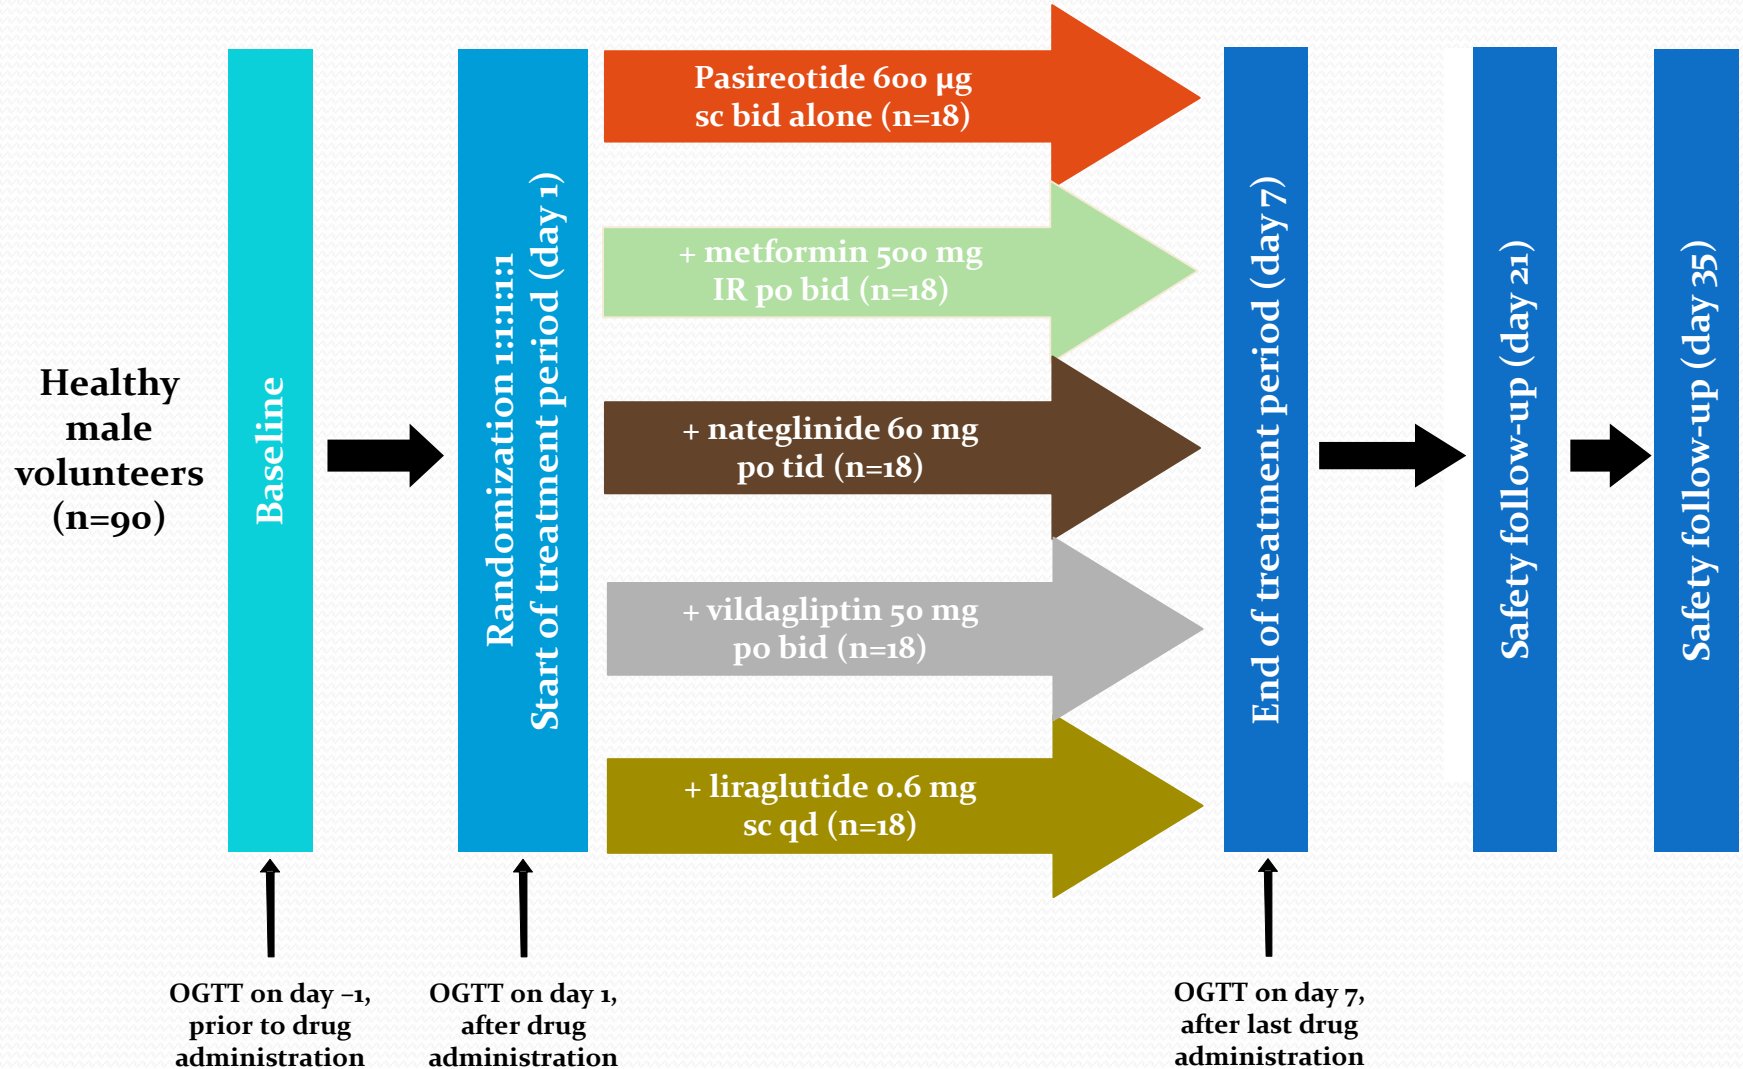 Healthy
male
volunteers
(n=90)
Baseline
Randomization 1:1:1:1:1
Start of treatment period (day 1)
Pasireotide 600 µg
sc bid alone (n=18)
+ metformin 500 mg
IR po bid (n=18)
+ nateglinide 60 mg
po tid (n=18)
+ vildagliptin 50 mg
po bid (n=18)
+ liraglutide 0.6 mg
sc qd (n=18)
End of treatment period (day 7)
Safety follow-up (day 21)
Safety follow-up (day 35)
OGTT on day –1,
prior to drug
administration
OGTT on day 1,
after drug
administration
OGTT on day 7,
after last drug
administration